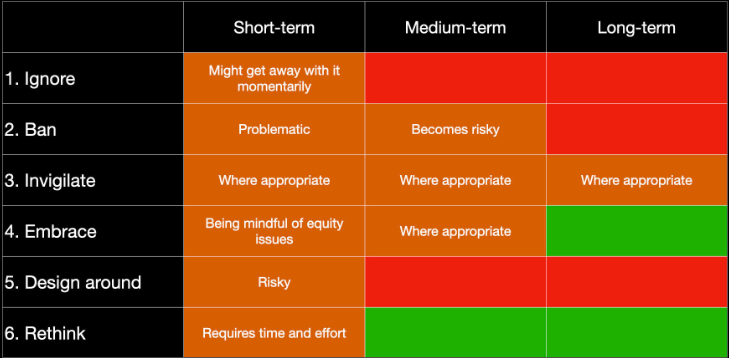 Short-term Medium-term Long-term
1. Ignore
Might get away with it
momentarily
2. Ban Problematic Becomes risky
3. Invigilate Where appropriate Where appropriate Where appropriate
4. Embrace
Being mindful of equity
issues
Where appropriate
5. Design around Risky
6. Rethink Requires time and effort